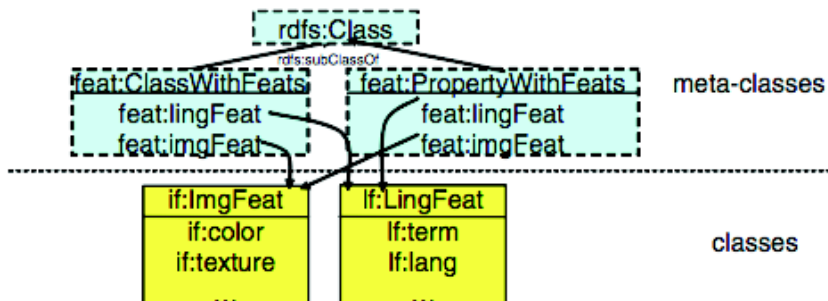 rdfs:Class
rdfs:subClassOf
feat:ClassWithFeats feat:PropertyWithFeats meta-classes
feat:lingFeat feat:lingFeat
feat:imgFeat feat:imgFeat
if:ImgFeat lf:LingFeat
if:color lf:term classes
if:texture lf:lang
... ...